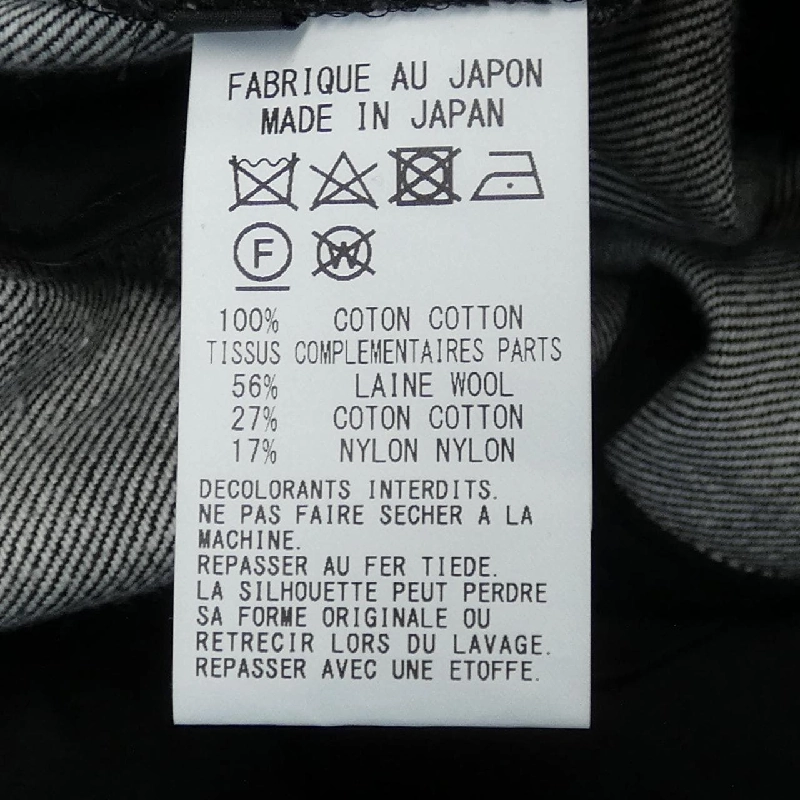 FABRIQUE AU JAPON
MADE IN JAPAN
F W
100% COTON COTTON
TISSUS COMPLEMENTAIRES PARTS
56% LAINE WOOL
27% COTON COTTON
17% NYLON NYLON
DECOLORANTS INTERDITS.
NE PAS FAIRE SECHER A LA
MACHINE.
REPASSER AU FER TIEDE.
LA SILHOUETTE PEUT PERDRE
SA FORME ORIGINALE OU
RETRECIR LORS DU LAVAGE.
REPASSER AVEC UNE ETOFFE.